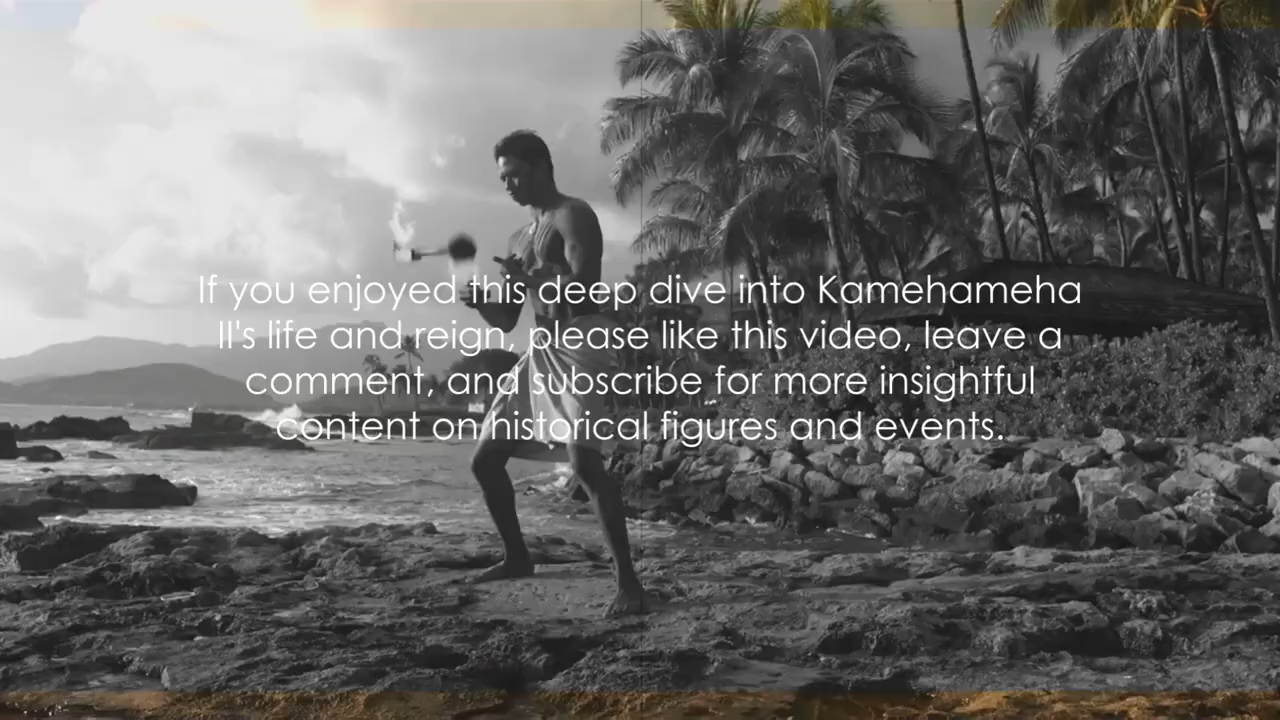 If you enjoyed this deep dive into Kamehameha
II's life and reign, please like this video, leave a
comment, and subscribe for more insightful
content on historical figures and events.